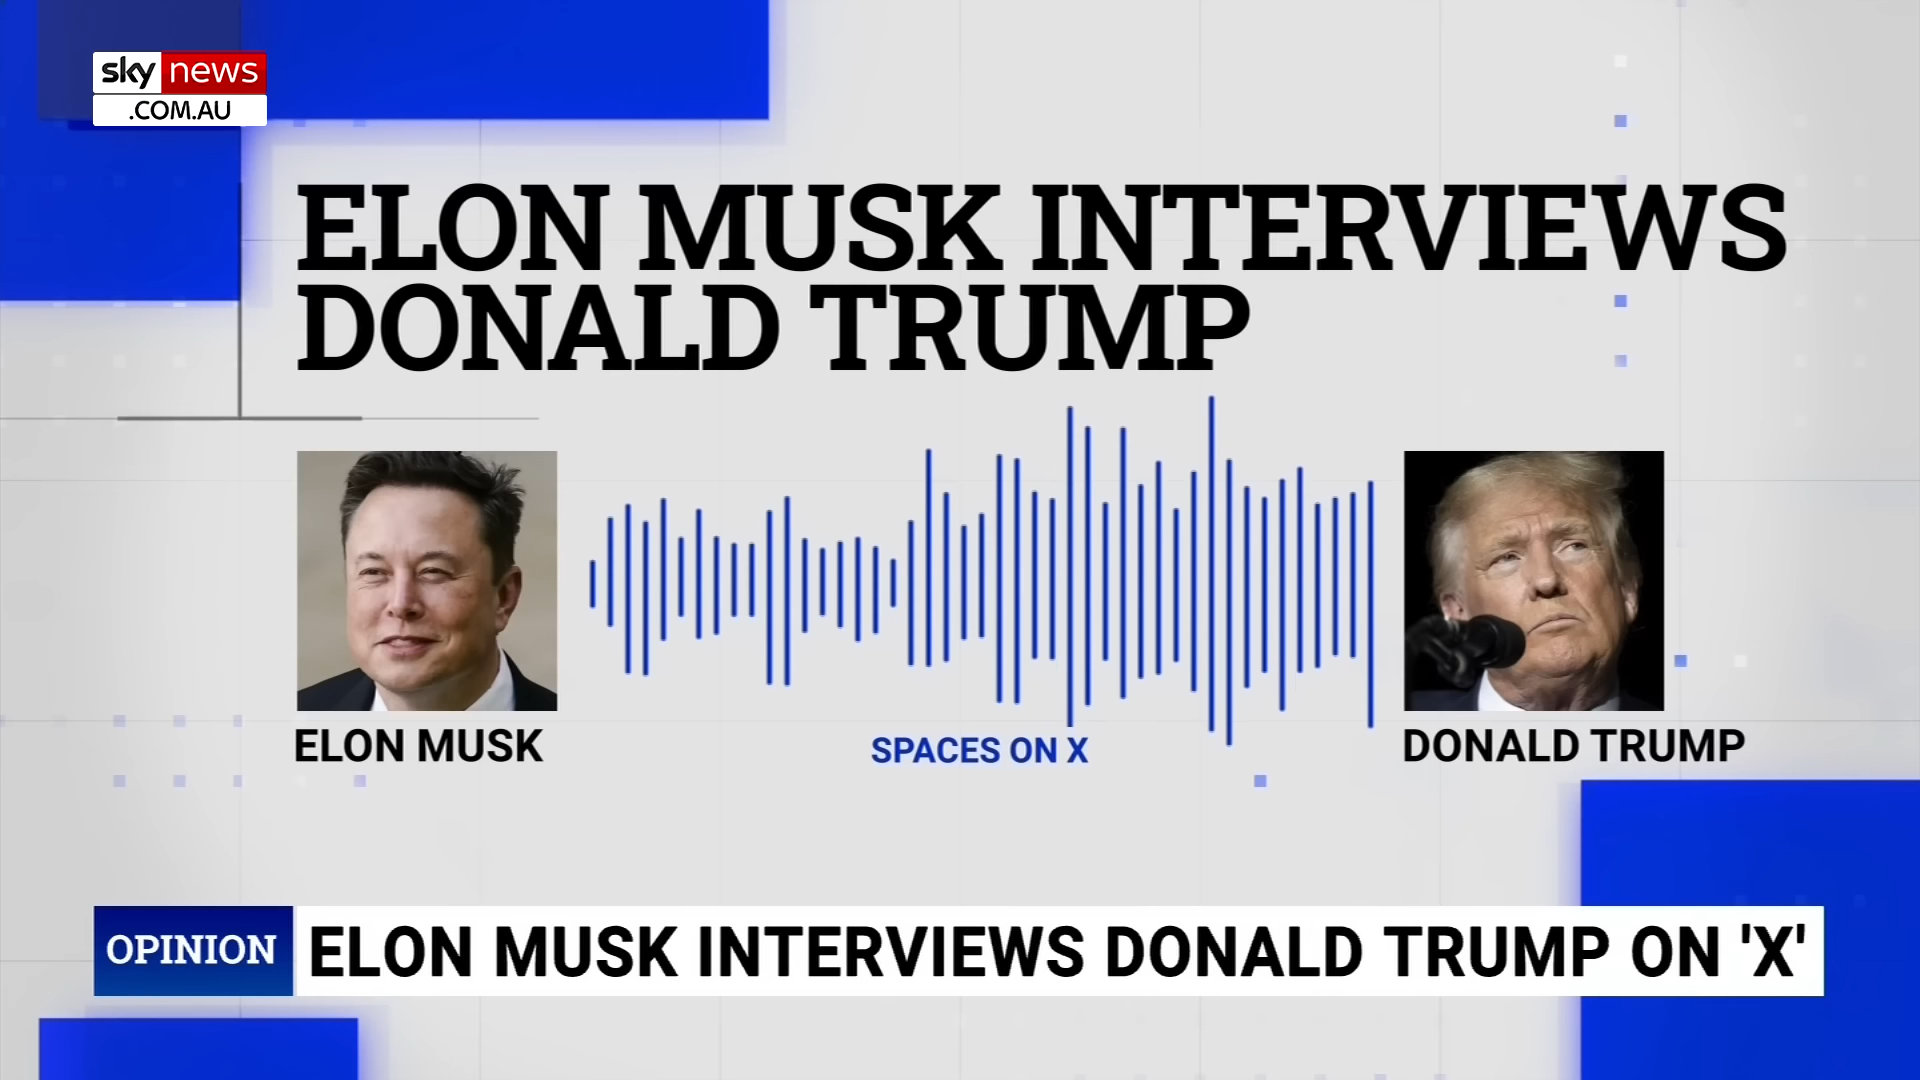 sky news
.COM.AU
ELON MUSK INTERVIEWS
DONALD TRUMP
ELON MUSK
SPACES ON X
DONALD TRUMP
OPINION
ELON MUSK INTERVIEWS DONALD TRUMP ON 'X'